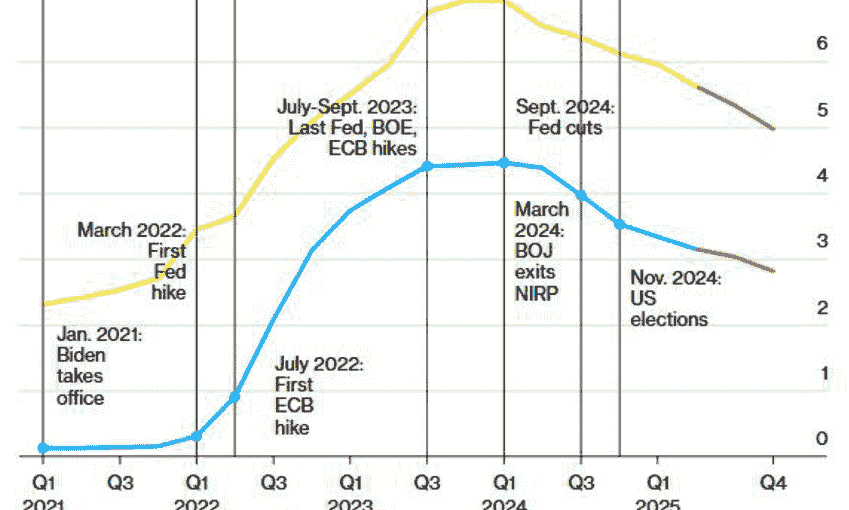 6
July-Sept. 2023:
Last Fed, BOE,
ECB hikes
Sept. 2024:
Fed cuts
5
4
March 2022:
First
Fed
hike
March
2024:
BOJ
exits
NIRP
3
Nov. 2024:
US
elections
2
Jan. 2021:
Biden
takes
office
July 2022:
First
ECB
hike
1
0
Q1 Q3 Q1 Q3 Q1 Q3 Q1 Q3 Q1 Q4
2021 2022 2023 2024 2025